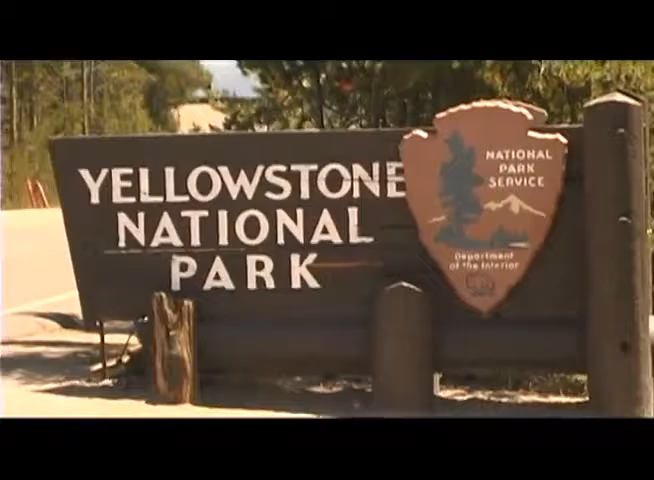 YELLOWSTONE
NATIONAL
PARK
NATIONAL
PARK
SERVICE
Department
of the Interior